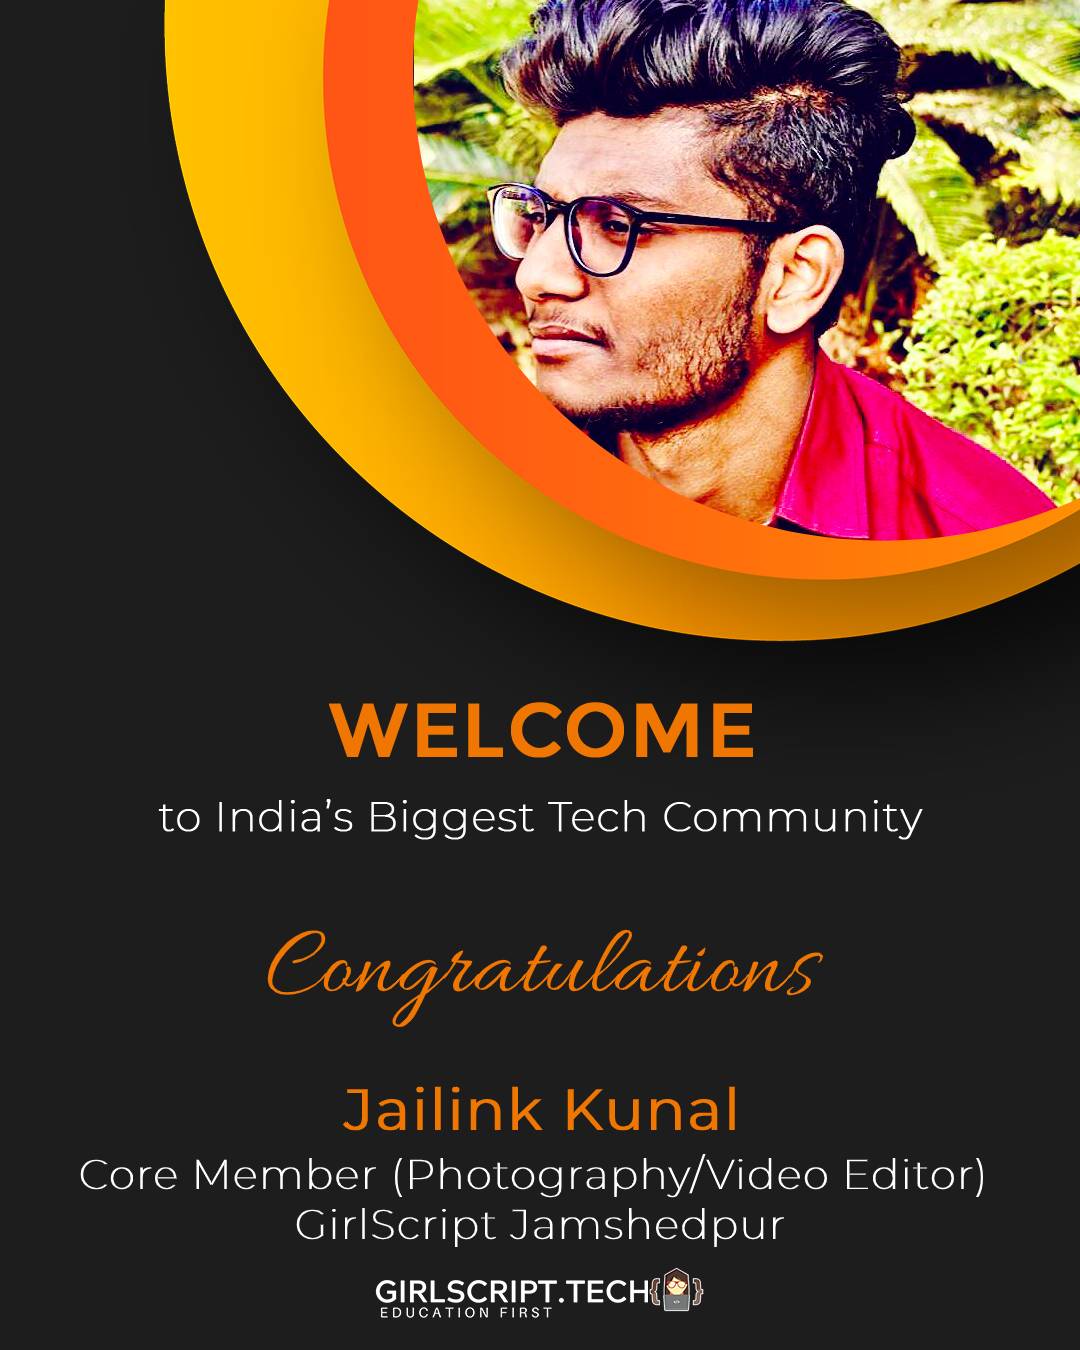 WELCOME
to India’s Biggest Tech Community
Congratulations
Jailink Kunal
Core Member (Photography/Video Editor)
GirlScript Jamshedpur
GIRLSCRIPT.TECH
EDUCATION FIRST